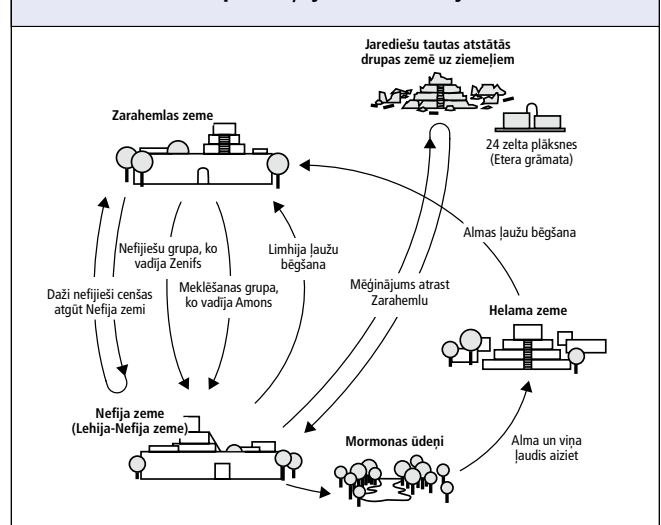 Jarediešu tautas atstātās
drupas zemē uz ziemeļiem
Zarahemlas zeme
24 zelta plāksnes
(Etera grāmata)
Almas ļaužu bēgšana
Nefijiešu grupa, ko
vadīja Zenifs
Limhija ļaužu
bēgšana
Meklēšanas grupa,
ko vadīja Amons
Mēģinājums atrast
Zarahemlu
Daži nefijieši cenšas
atgūt Nefija zemi
Helama zeme
Nefija zeme
(Lehija-Nefija zeme)
Mormonas ūdeņi
Alma un viņa
ļaudis aiziet